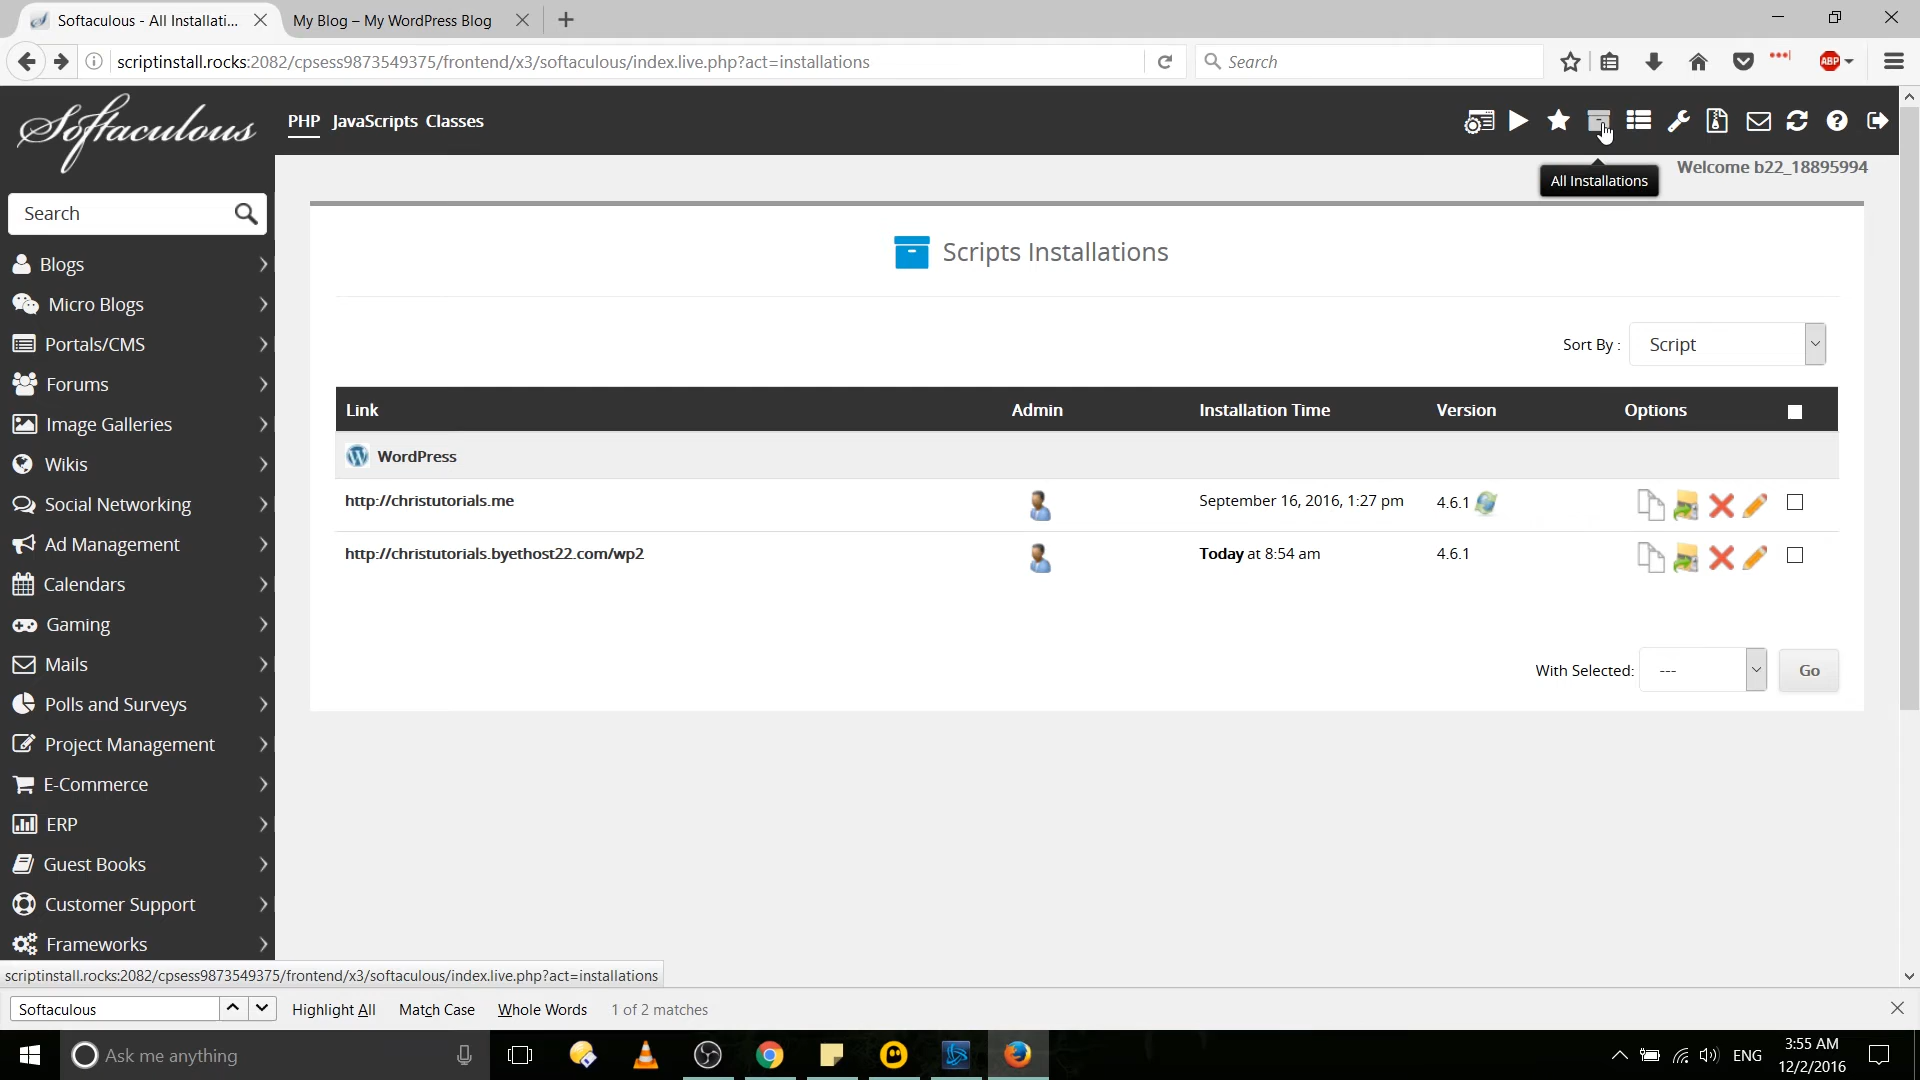 Softaculous - All Installati...
My Blog – My WordPress Blog
scriptinstall.rocks:2082/cpsess9873549375/frontend/x3/softaculous/index.live.php?act=installations
Search
ABP
Softaculous
PHP JavaScripts Classes
All Installations
Welcome b22_18895994
Search
Blogs
Micro Blogs
Portals/CMS
Forums
Image Galleries
Wikis
Social Networking
Ad Management
Calendars
Gaming
Mails
Polls and Surveys
Project Management
E-Commerce
ERP
Guest Books
Customer Support
Frameworks
Scripts Installations
Sort By : Script
Link Admin Installation Time Version Options
WordPress
http://christutorials.me September 16, 2016, 1:27 pm 4.6.1
http://christutorials.byethost22.com/wp2 Today at 8:54 am 4.6.1
With Selected: --- Go
scriptinstall.rocks:2082/cpsess9873549375/frontend/x3/softaculous/index.live.php?act=installations
Softaculous Highlight All Match Case Whole Words 1 of 2 matches
Ask me anything
ENG
3:55 AM
12/2/2016